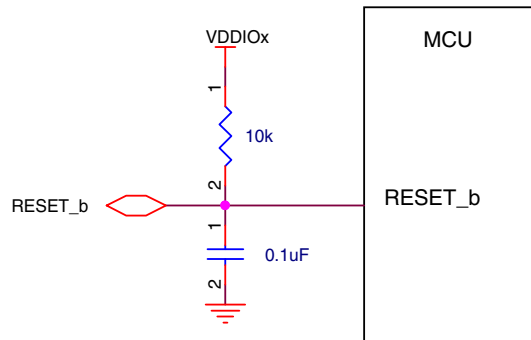 VDDIOx
MCU
1
10k
2
RESET_b
RESET_b
1
0.1uF
2